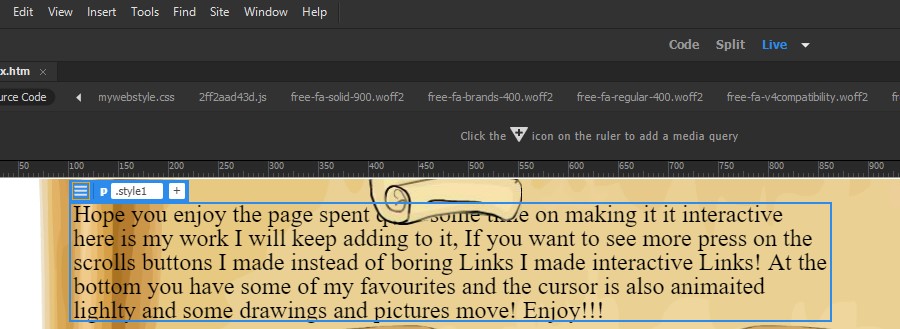 Edit View Insert Tools Find Site Window Help
Code Split Live
x.htm ×
urce Code mywebstyle.css 2ff2aad43d.js free-fa-solid-900.woff2 free-fa-brands-400.woff2 free-fa-regular-400.woff2 free-fa-v4compatibility.woff2 fr
Click the icon on the ruler to add a media query
50 100 150 200 250 300 350 400 450 500 550 600 650 700 750 800 850 900
p .style1 +
Hope you enjoy the page spent some on making it it interactive
here is my work I will keep adding to it, If you want to see more press on the
scrolls buttons I made instead of boring Links I made interactive Links! At the
bottom you have some of my favourites and the cursor is also animaited
lighlty and some drawings and pictures move! Enjoy!!!